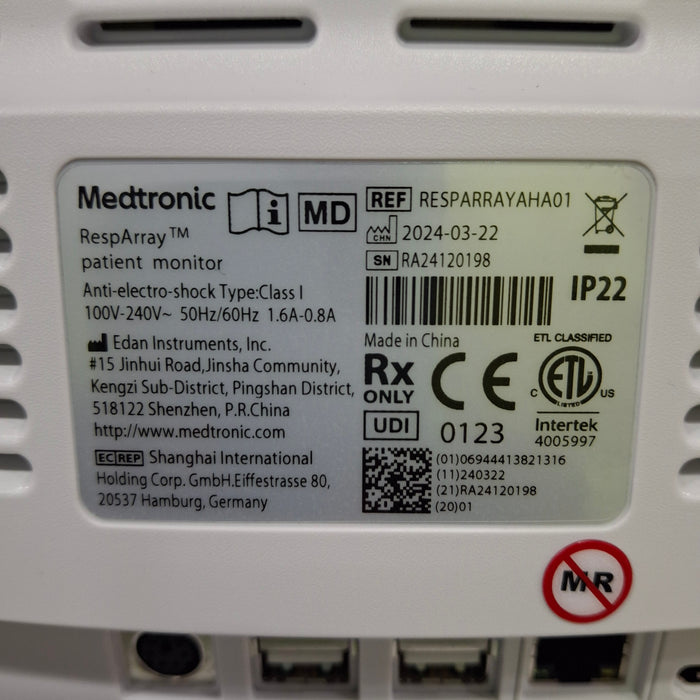 Medtronic
RespArray™
patient monitor
Anti-electro-shock Type:Class I
100V-240V~ 50Hz/60Hz 1.6A-0.8A
Edan Instruments, Inc.
#15 Jinhui Road,Jinsha Community,
Kengzi Sub-District, Pingshan District,
518122 Shenzhen, P.R.China
http://www.medtronic.com
EC REP Shanghai International
Holding Corp. GmbH.Eiffestrasse 80,
20537 Hamburg, Germany
i
MD
REF RESPARRAYAHA01
CHN 2024-03-22
SN RA24120198
IP22
Made in China
Rx
ONLY
CE
0123
ETL CLASSIFIED
ETL
LISTED
C US
Intertek
4005997
UDI
(01)06944413821316
(11)240322
(21)RA24120198
(20)01
MR